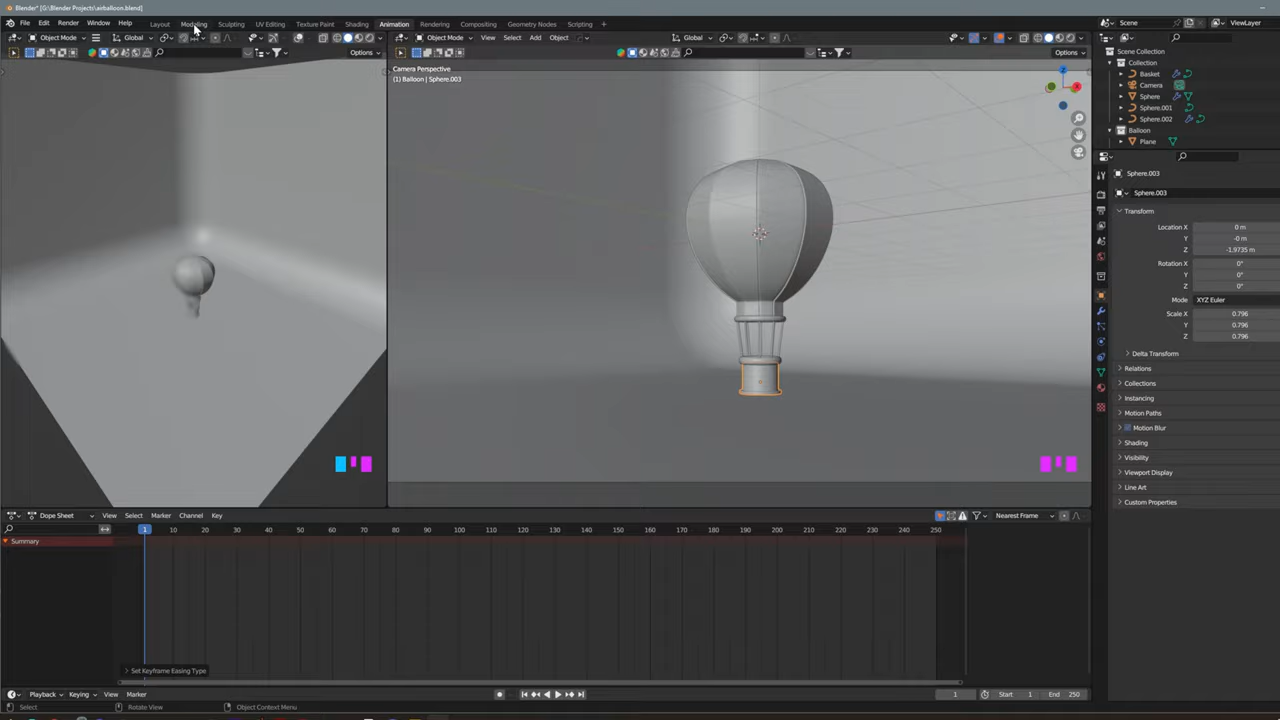 Blender* [G:\Blender Projects\airballoon.blend]
File Edit Render Window Help Layout Modeling Sculpting UV Editing Texture Paint Shading Animation Rendering Compositing Geometry Nodes Scripting + Scene ViewLayer
Object Mode Global Object Mode View Select Add Object Global
Options Options
Camera Perspective
(1) Balloon | Sphere.003
Scene Collection
Collection
Basket
Camera
Sphere
Sphere.001
Sphere.002
Balloon
Plane
Sphere.003
Sphere.003
Transform
Location X 0 m
Y -0 m
Z -1.9735 m
Rotation X 0°
Y 0°
Z 0°
Mode XYZ Euler
Scale X 0.796
Y 0.796
Z 0.796
Delta Transform
Relations
Collections
Instancing
Motion Paths
Motion Blur
Shading
Visibility
Viewport Display
Line Art
Custom Properties
Dope Sheet View Select Marker Channel Key Nearest Frame
1 10 20 30 40 50 60 70 80 90 100 110 120 130 140 150 160 170 180 190 200 210 220 230 240 250
Summary
Set Keyframe Easing Type
Playback Keying View Marker 1 Start 1 End 250
Select Rotate View Object Context Menu